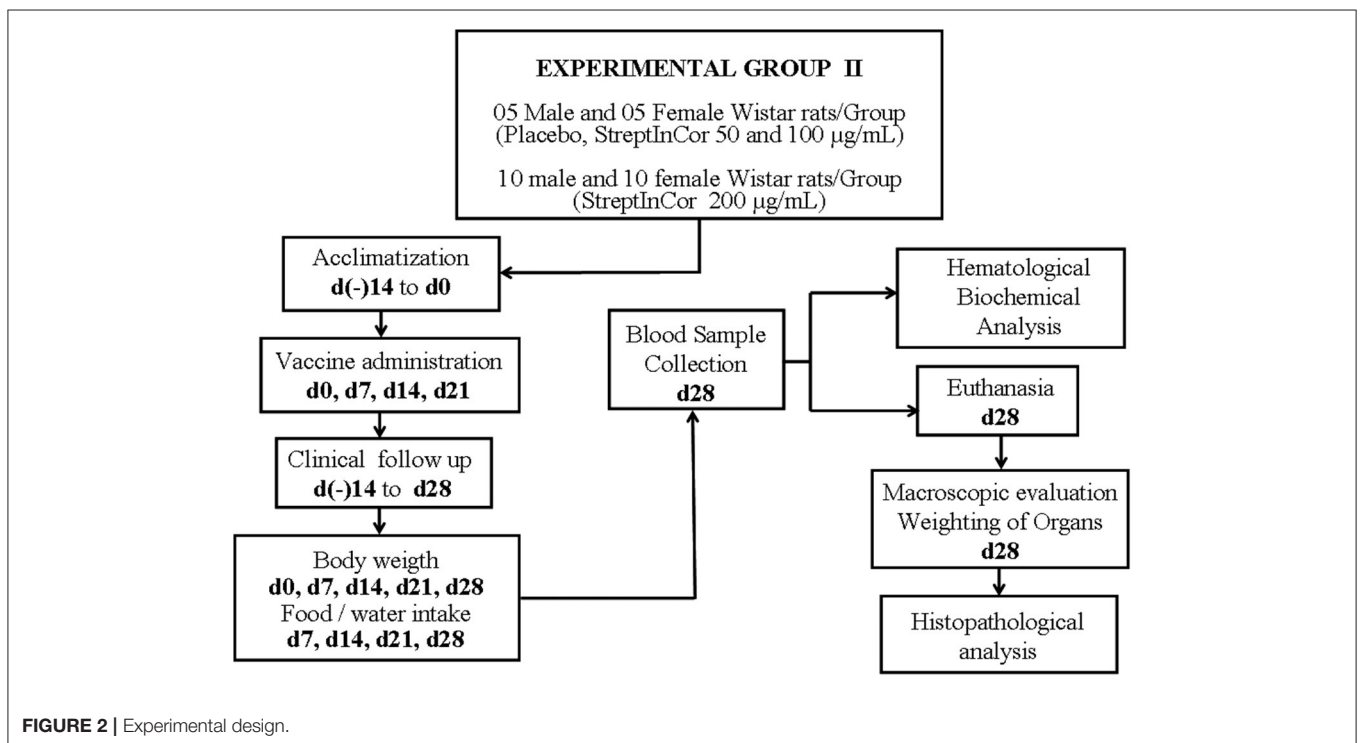 EXPERIMENTAL GROUP II
05 Male and 05 Female Wistar rats/Group
(Placebo, StreptInCor 50 and 100 µg/mL)
10 male and 10 female Wistar rats/Group
(StreptInCor 200 µg/mL)
Acclimatization
d(-)14 to d0
Vaccine administration
d0, d7, d14, d21
Clinical follow up
d(-)14 to d28
Body weigth
d0, d7, d14, d21, d28
Food / water intake
d7, d14, d21, d28
Blood Sample
Collection
d28
Hematological
Biochemical
Analysis
Euthanasia
d28
Macroscopic evaluation
Weighting of Organs
d28
Histopathological
analysis
FIGURE 2 | Experimental design.